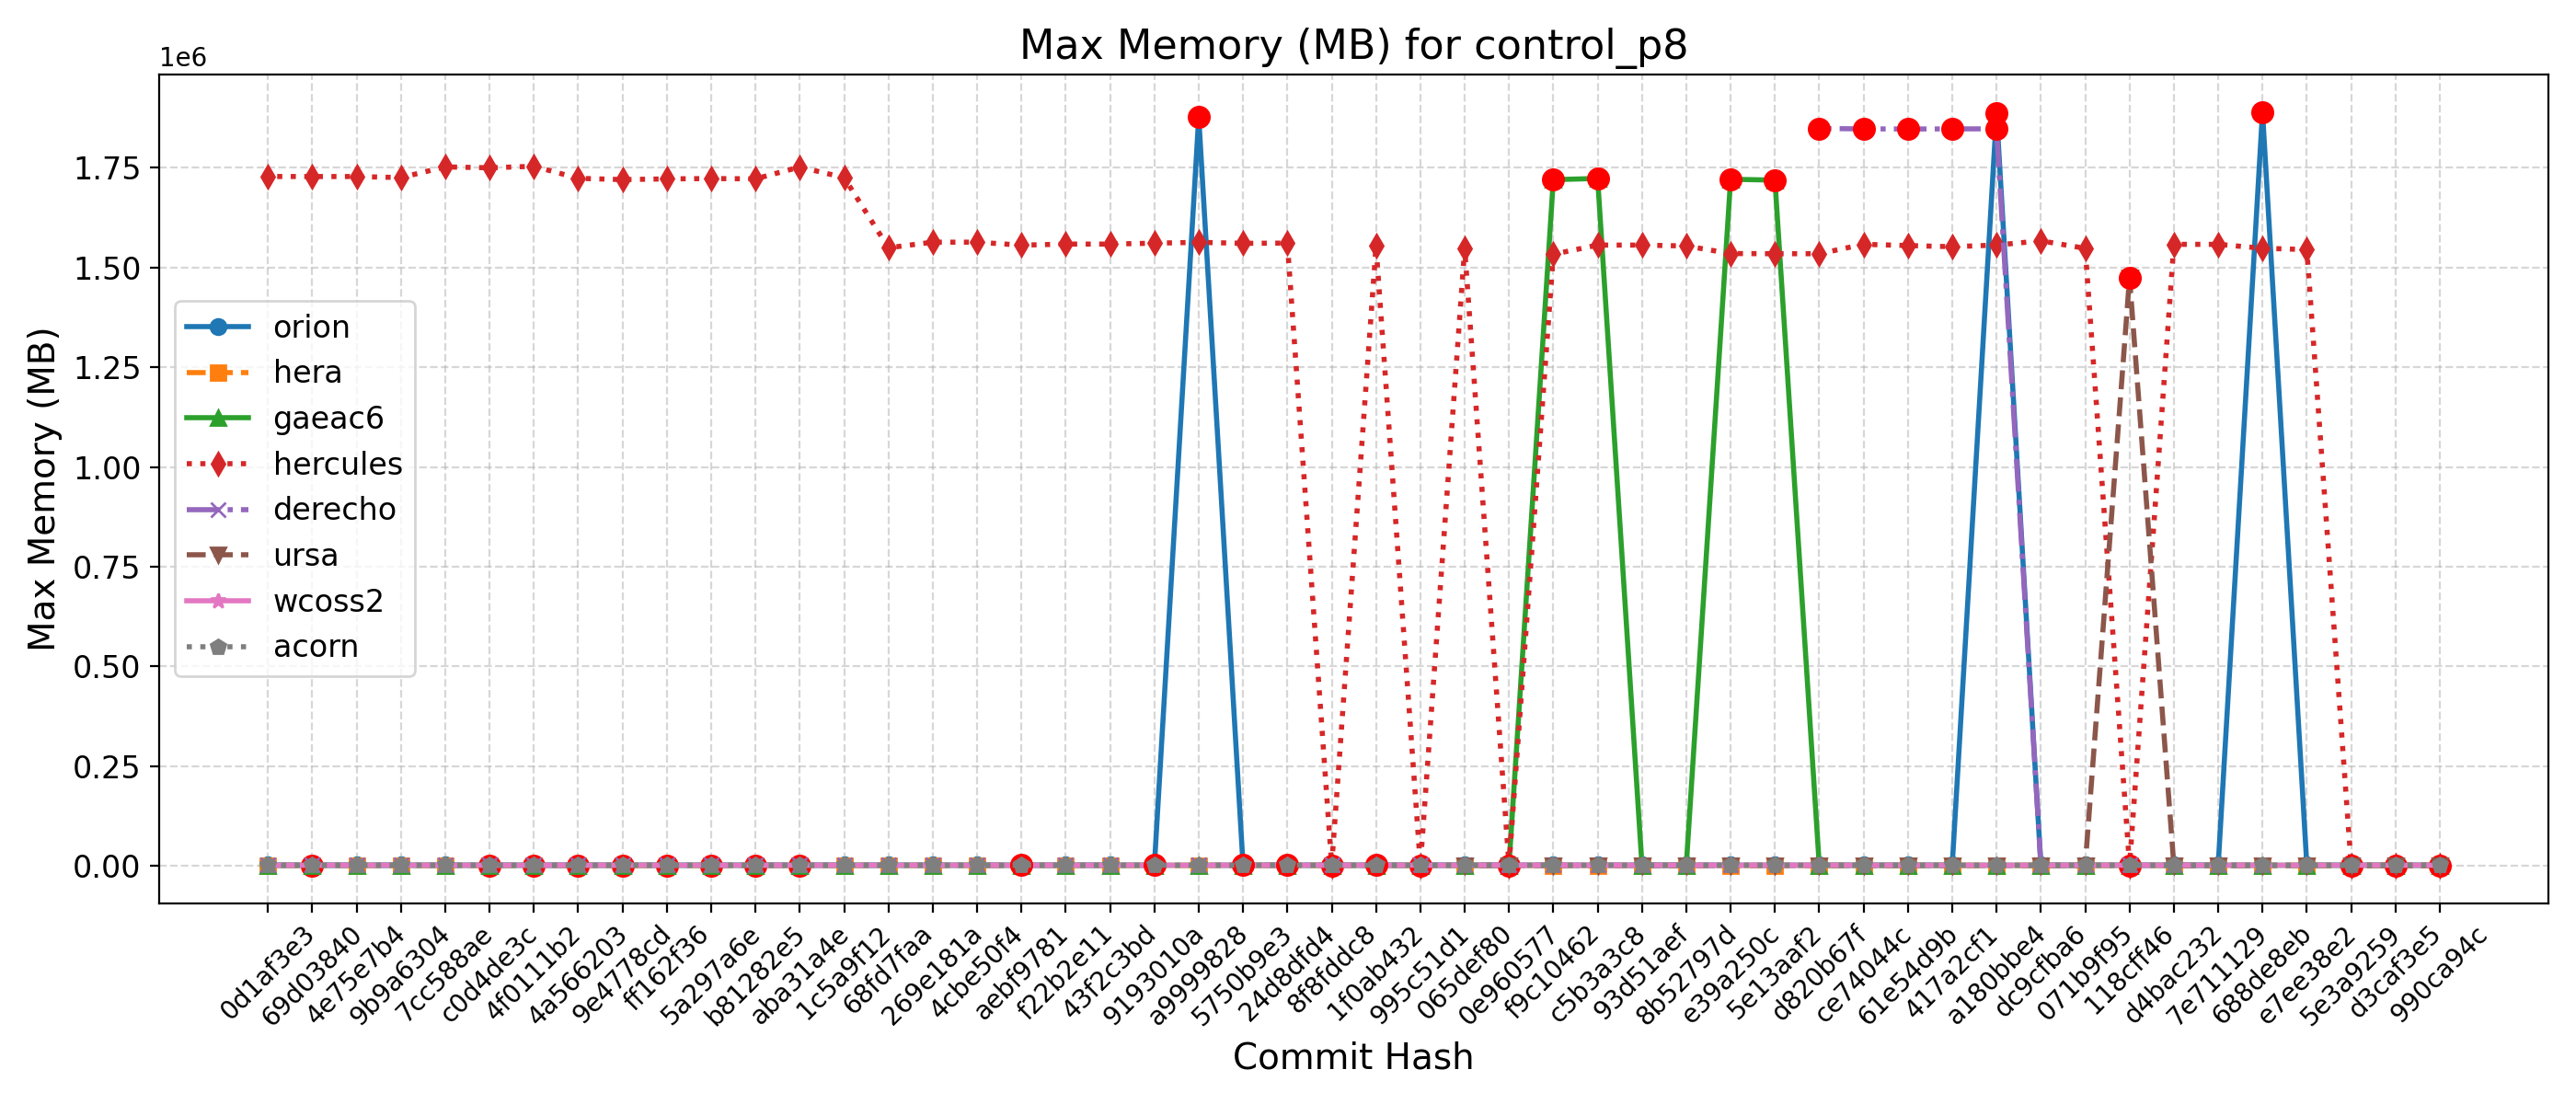 Max Memory (MB) for control_p8
1e6
1.75
1.50
1.25
1.00
0.75
0.50
0.25
0.00
Max Memory (MB)
orion
hera
gaeac6
hercules
derecho
ursa
wcoss2
acorn
0d1af3e3
69d03840
4e75e7b4
9b9a6304
7cc588ae
c0d4de3c
4f0111b2
4a566203
9e4778cd
ff162f36
5a297a6e
b81282e5
aba31a4e
1c5a9f12
68fd7faa
269e181a
4cbe50f4
aebf9781
f22b2e11
43f2c3bd
9193010a
a9999828
5750b9e3
24d8dfd4
8f8fddc8
1f0ab432
995c51d1
065def80
0e960577
f9c10462
c5b3a3c8
93d51aef
8b52797d
e39a250c
5e13aaf2
d820b67f
ce74044c
61e54d9b
417a2cf1
a180bbe4
dc9cfba6
071b9f95
118cff46
d4bac232
7e711129
688de8eb
e7ee38e2
5e3a9259
d3caf3e5
990ca94c
Commit Hash